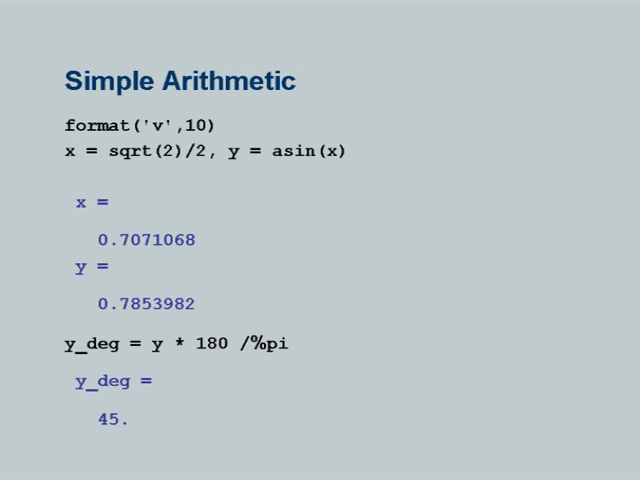 Simple Arithmetic
format('v',10)
x = sqrt(2)/2, y = asin(x)
x =
0.7071068
y =
0.7853982
y_deg = y * 180 /%pi
y_deg =
45.